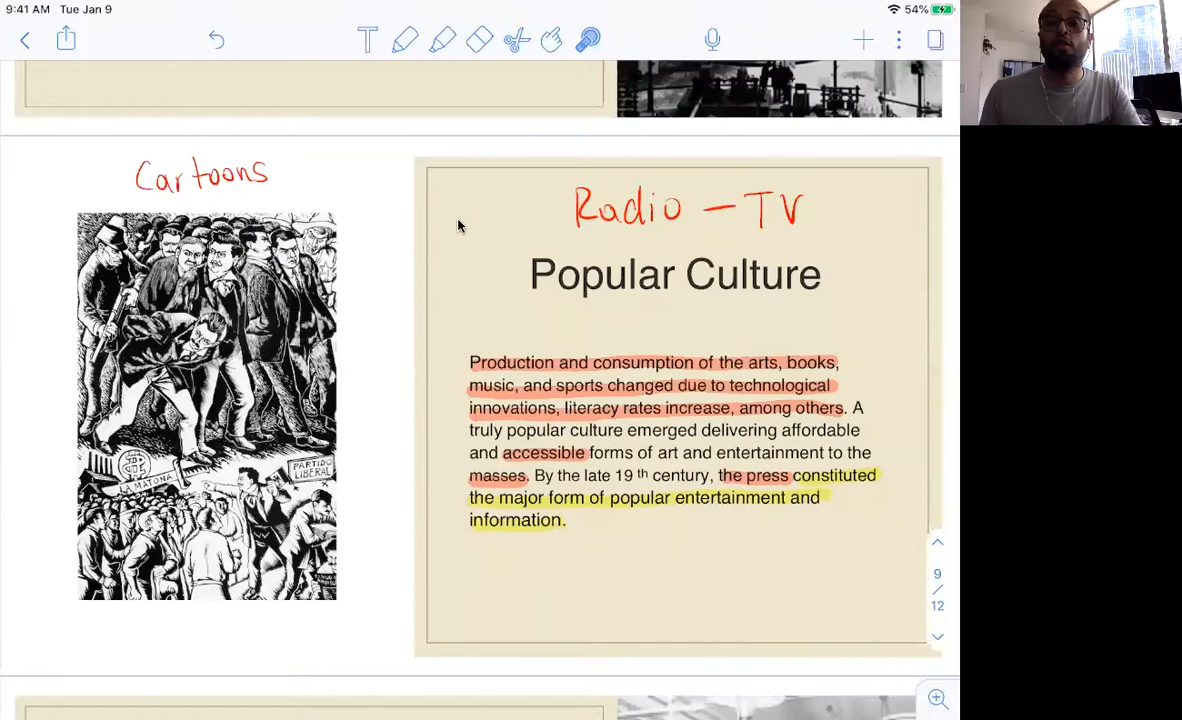 9:41 AM Tue Jan 9
54%
Cartoons
Radio - TV
Popular Culture
Production and consumption of the arts, books,
music, and sports changed due to technological
innovations, literacy rates increase, among others. A
truly popular culture emerged delivering affordable
and accessible forms of art and entertainment to the
masses. By the late 19 th century, the press constituted
the major form of popular entertainment and
information.
LA MATONA
PARTIDO
LIBERAL
9
/
12